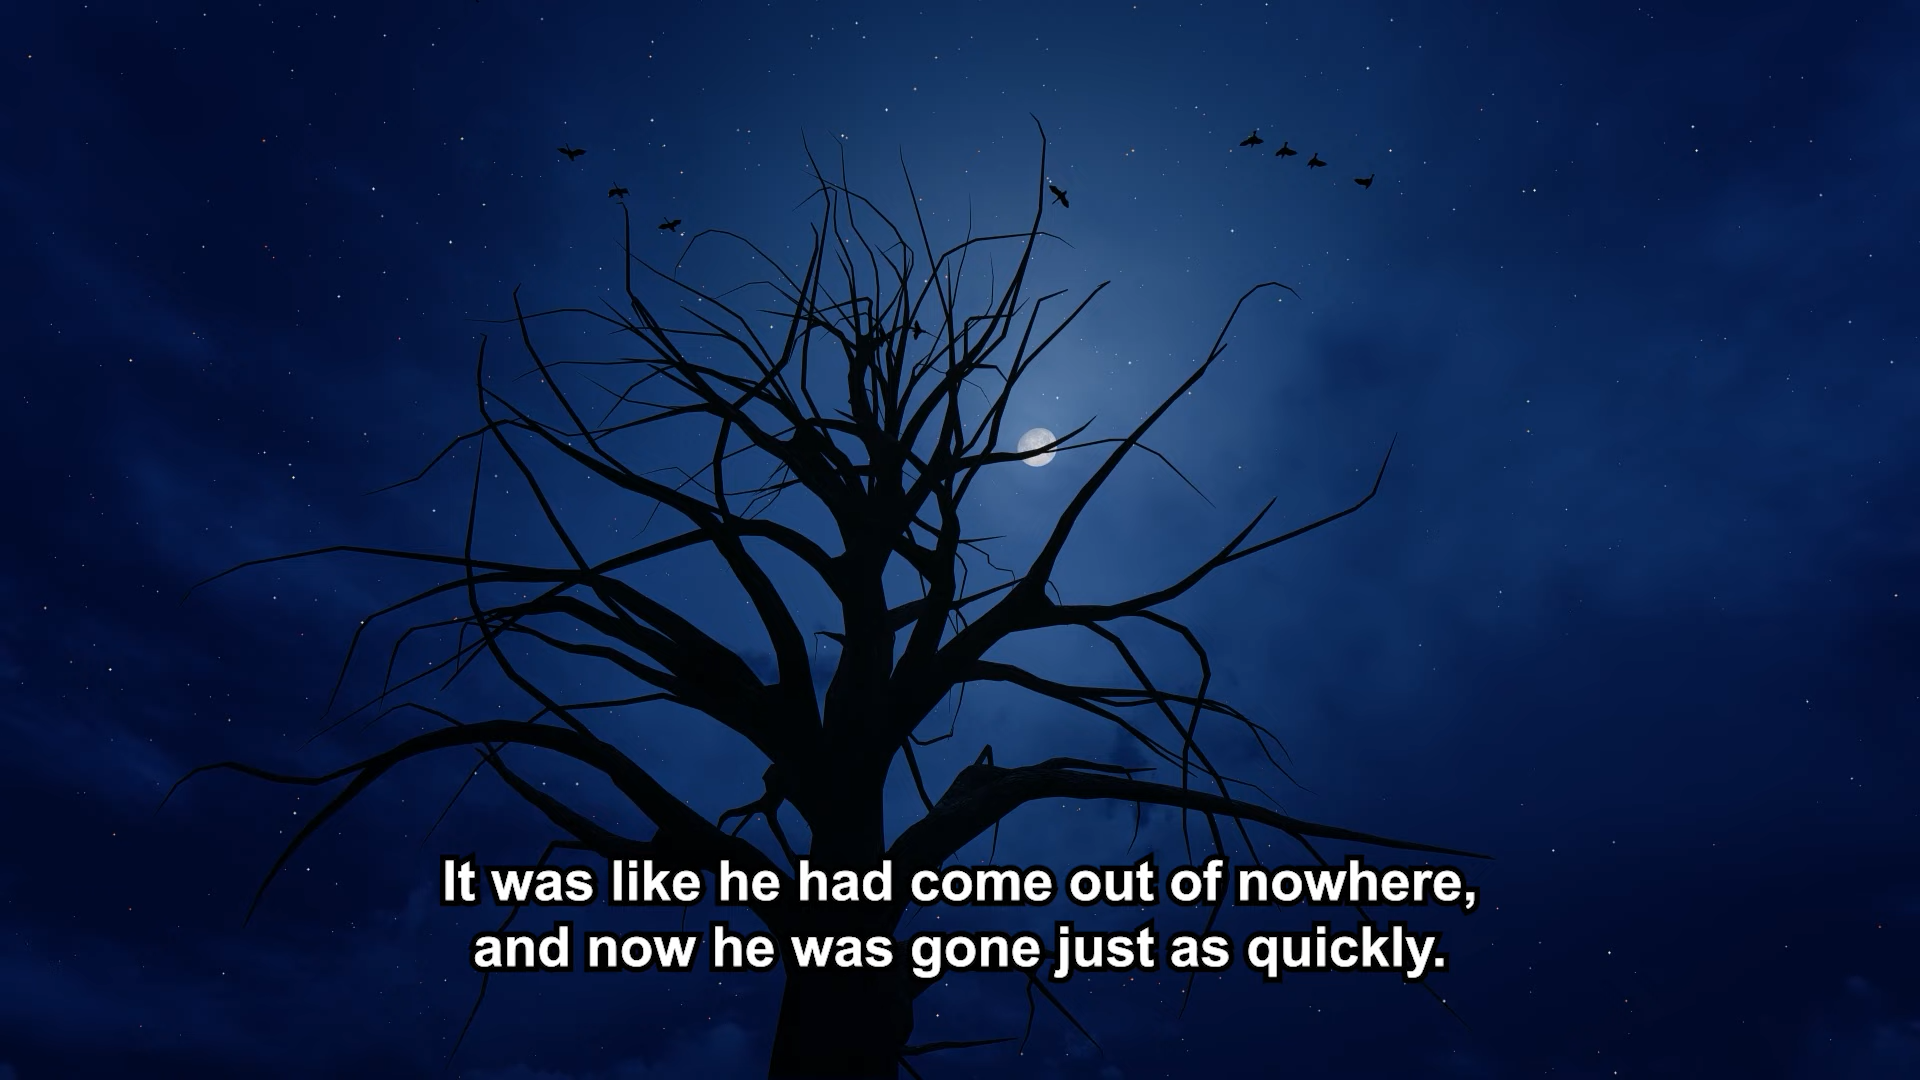 It was like he had come out of nowhere,
and now he was gone just as quickly.